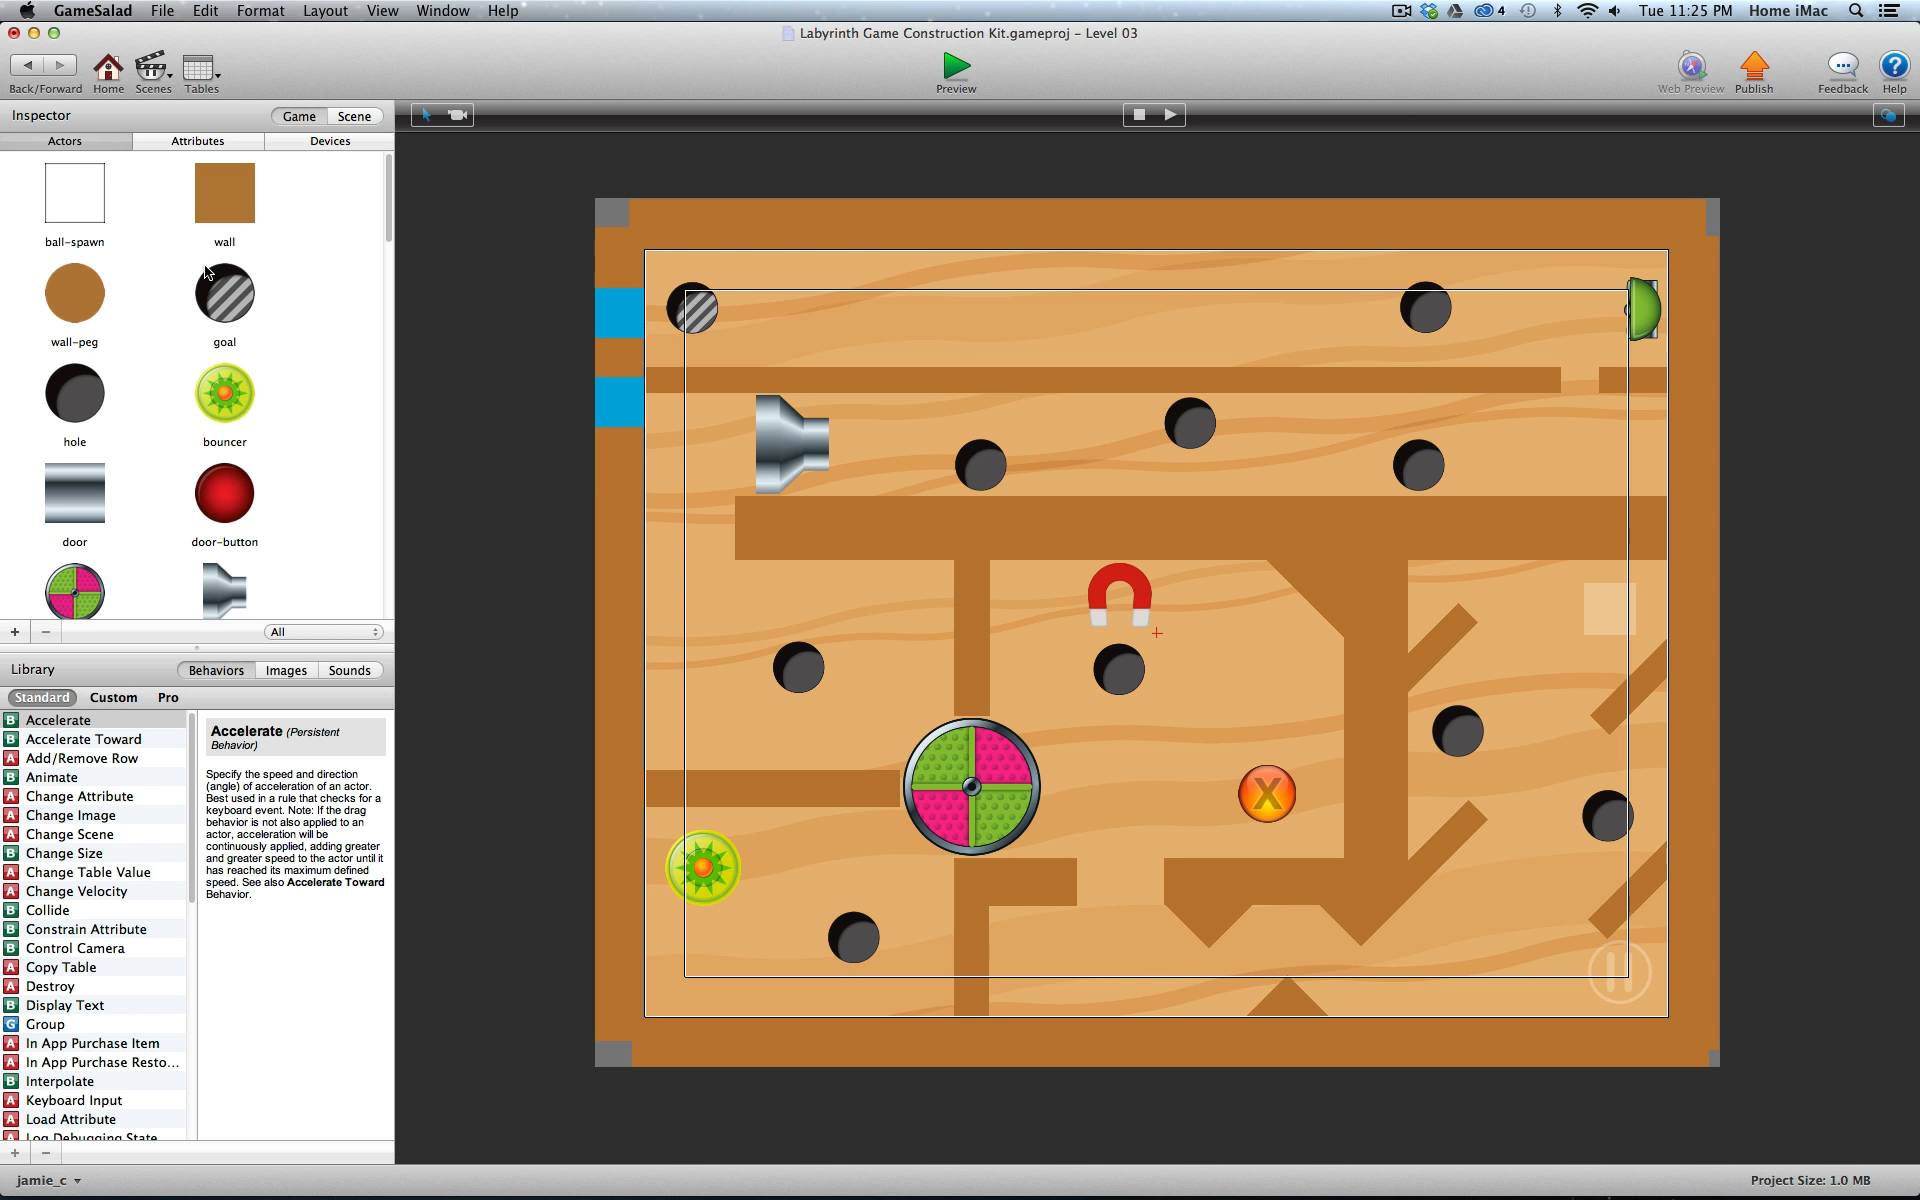 GameSalad File Edit Format Layout View Window Help 4 Tue 11:25 PM Home iMac
Labyrinth Game Construction Kit.gameproj – Level 03
Back/Forward Home Scenes Tables Preview Web Preview Publish Feedback Help
Inspector Game Scene
Actors Attributes Devices
ball-spawn wall
wall-peg goal
hole bouncer
door door-button
+ − All
Library Behaviors Images Sounds
Standard Custom Pro
B Accelerate
B Accelerate Toward
A Add/Remove Row
B Animate
A Change Attribute
A Change Image
A Change Scene
B Change Size
A Change Table Value
A Change Velocity
B Collide
B Constrain Attribute
B Control Camera
A Copy Table
A Destroy
B Display Text
G Group
A In App Purchase Item
A In App Purchase Resto...
B Interpolate
A Keyboard Input
A Load Attribute
A Log Debugging State
Accelerate (Persistent
Behavior)
Specify the speed and direction
(angle) of acceleration of an actor.
Best used in a rule that checks for a
keyboard event. Note: If the drag
behavior is not also applied to an
actor, acceleration will be
continuously applied, adding greater
and greater speed to the actor until it
has reached its maximum defined
speed. See also Accelerate Toward
Behavior.
X
+ −
jamie_c Project Size: 1.0 MB